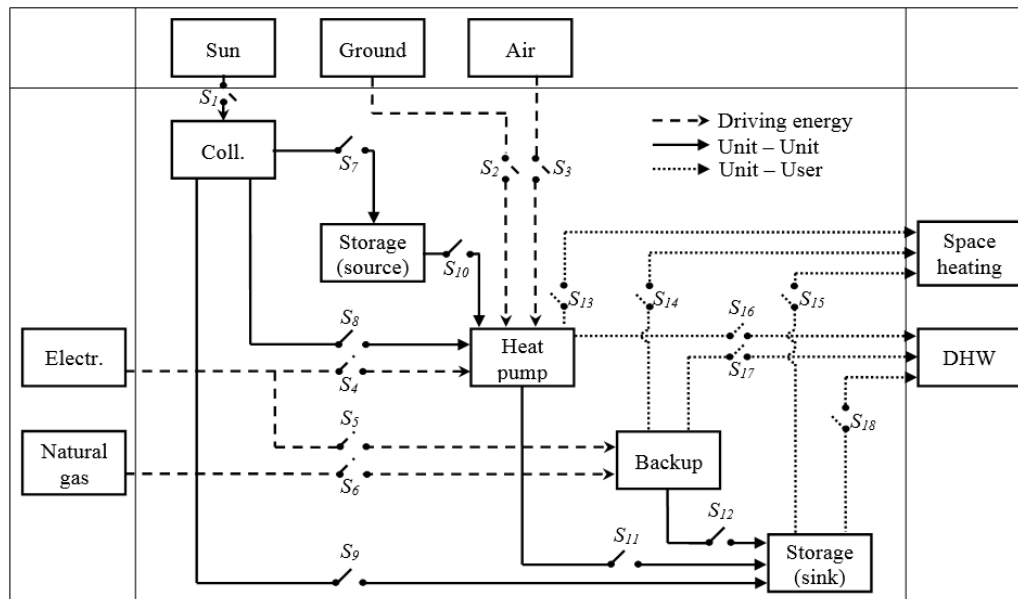 Sun
Ground
Air
S1
Coll.
S7
S2
S3
Driving energy
Unit – Unit
Unit – User
Storage
(source)
S10
Space
heating
S13
S14
S15
S8
S16
Electr.
S4
Heat
pump
S17
DHW
S5
S18
Natural
gas
S6
Backup
S12
S11
S9
Storage
(sink)